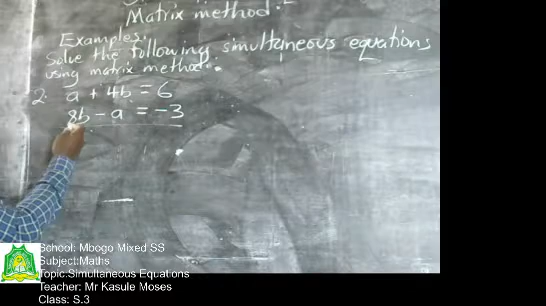 Matrix method.
Examples.
Solve the following simultaneous equations
using matrix method:
2. a + 4b = 6
8b - a = -3
School: Mbogo Mixed SS
Subject:Maths
Topic:Simultaneous Equations
Teacher: Mr Kasule Moses
Class: S.3